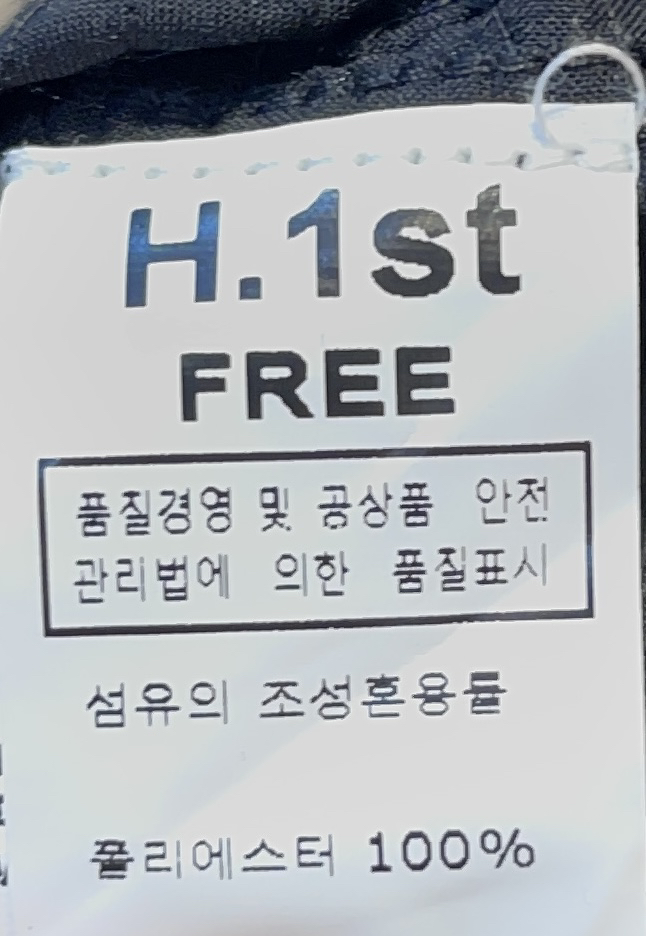 H.1st
FREE
품질경영 및 공상품 안전
관리법에 의한 품질표시
섬유의 조성혼용률
폴리에스터 100%